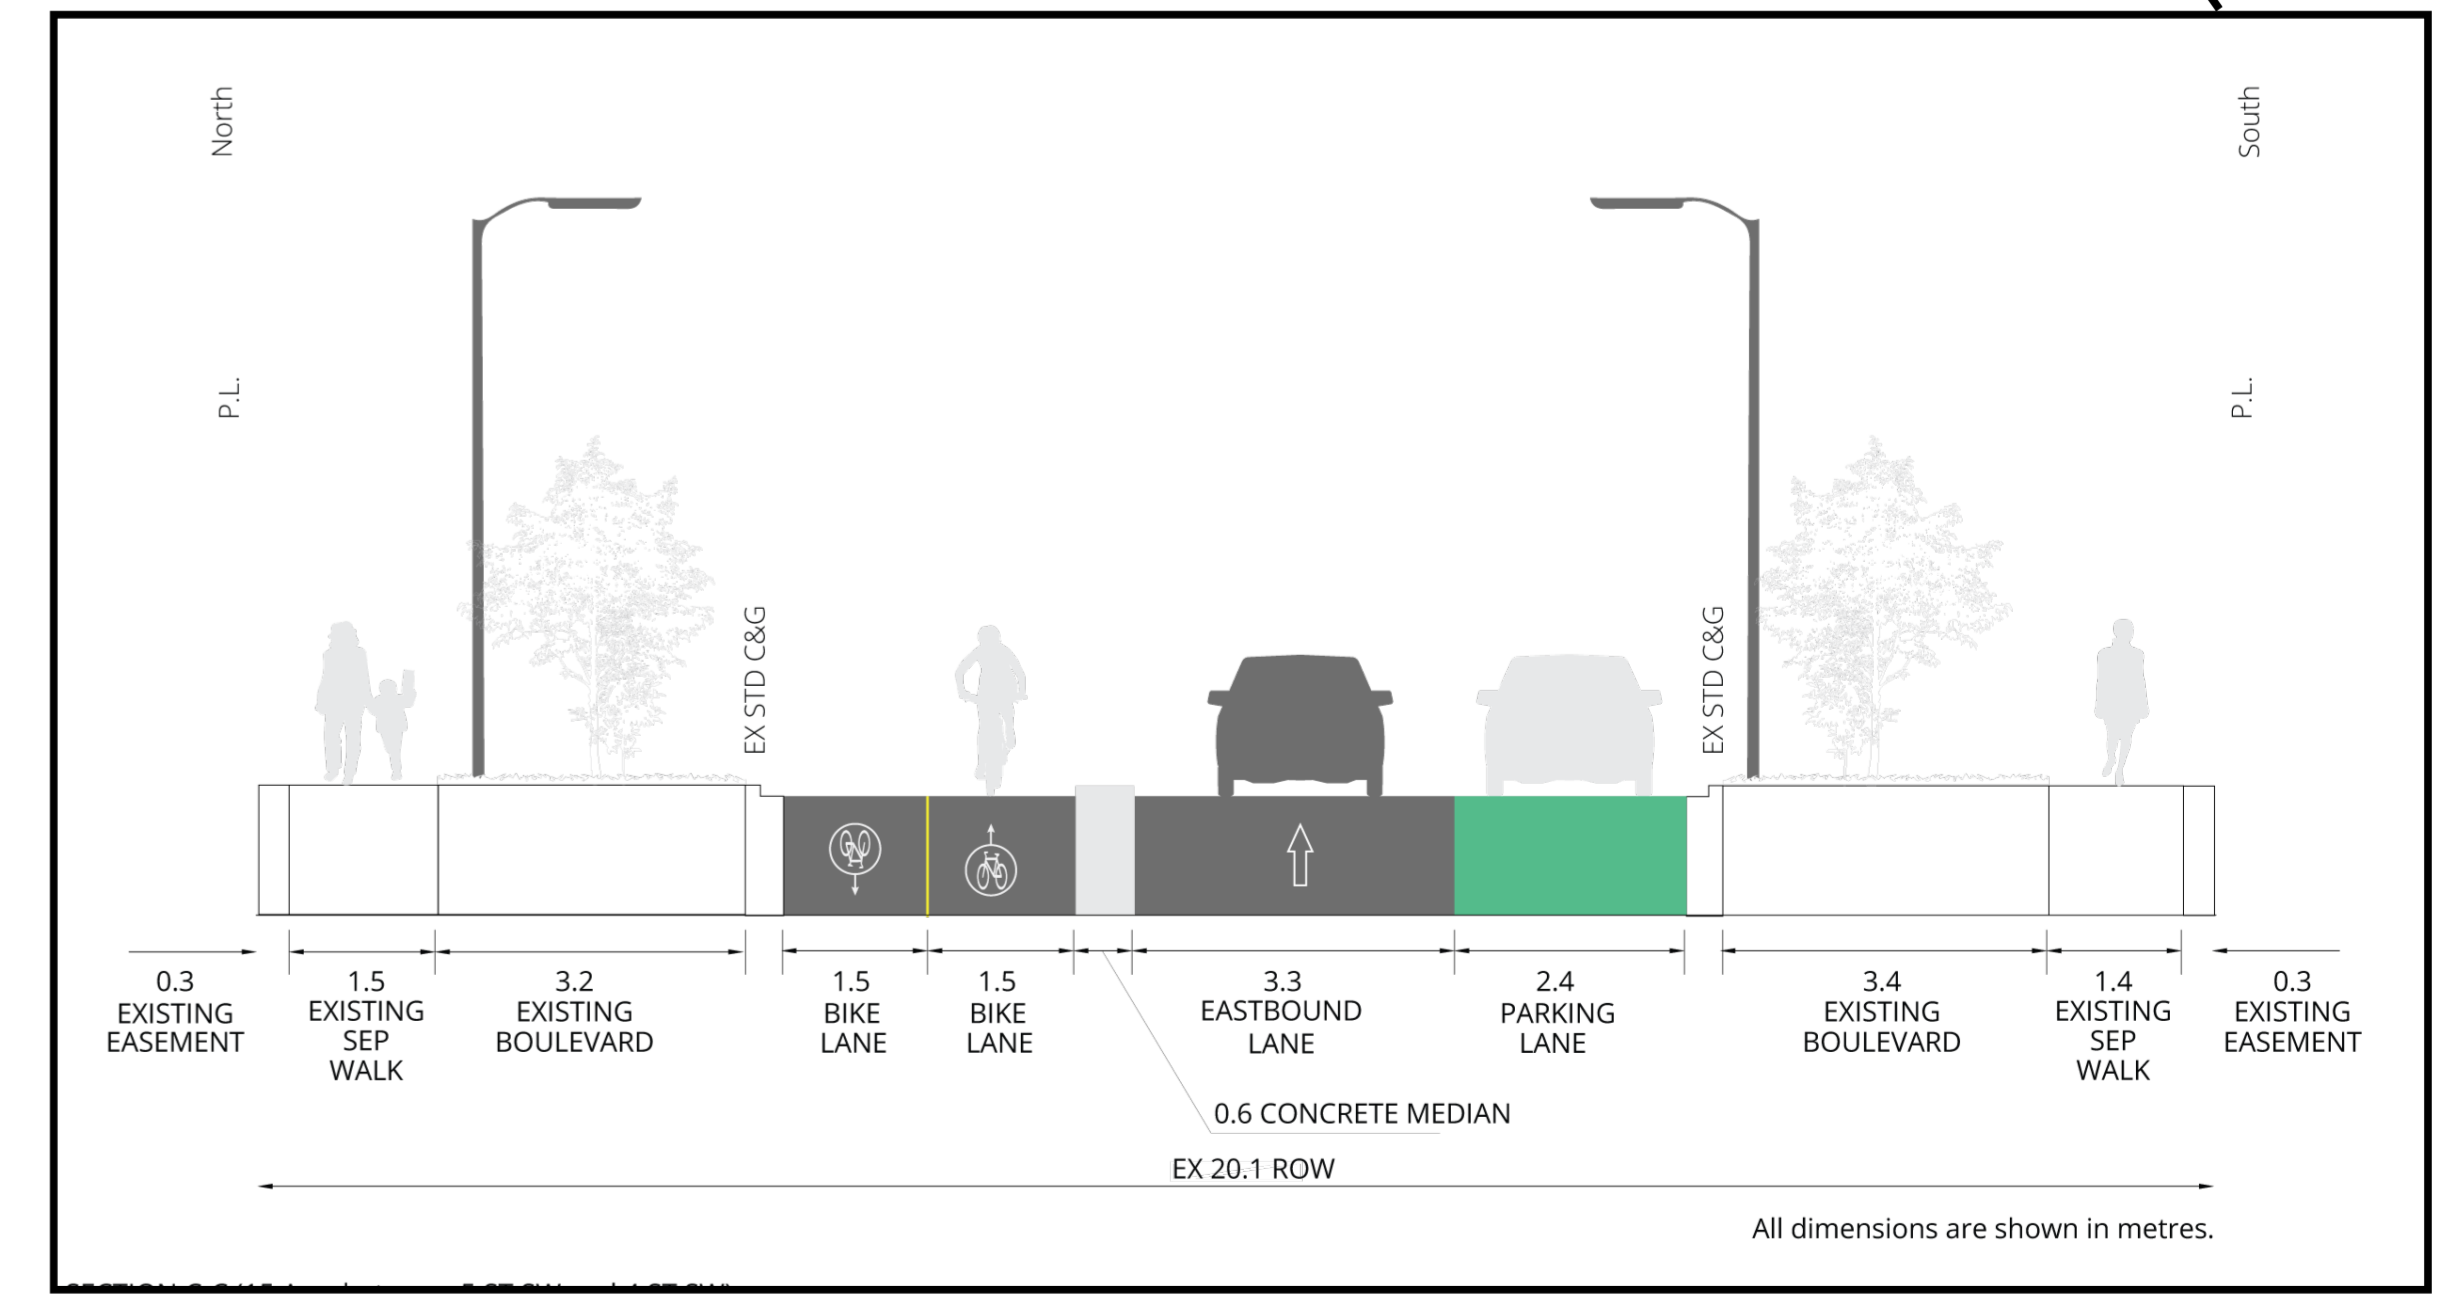 North
South
P.L.
P.L.
EX STD C&G
EX STD C&G
0.3
EXISTING
EASEMENT
1.5
EXISTING
SEP
WALK
3.2
EXISTING
BOULEVARD
1.5
BIKE
LANE
1.5
BIKE
LANE
3.3
EASTBOUND
LANE
2.4
PARKING
LANE
3.4
EXISTING
BOULEVARD
1.4
EXISTING
SEP
WALK
0.3
EXISTING
EASEMENT
0.6 CONCRETE MEDIAN
EX 20.1 ROW
All dimensions are shown in metres.